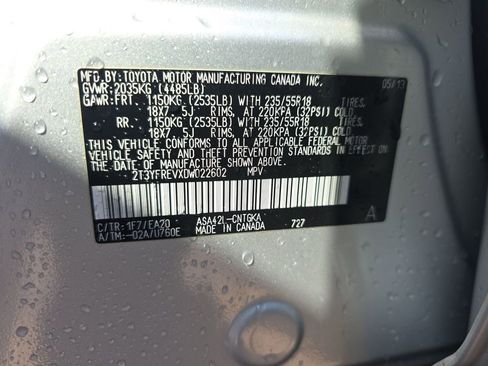 MFD. BY: TOYOTA MOTOR MANUFACTURING CANADA INC. 05/13
GVWR: 2035KG (4485LB)
GAWR: FRT. 1150KG (2535LB) WITH 235/55R18 TIRES,
18X7.5J RIMS, AT 220KPA (32PSI) COLD.
RR. 1150KG (2535LB) WITH 235/55R18 TIRES,
18X7.5J RIMS, AT 220KPA (32PSI) COLD.
THIS VEHICLE CONFORMS TO ALL APPLICABLE FEDERAL MOTOR
VEHICLE SAFETY AND THEFT PREVENTION STANDARDS IN EFFECT
ON THE DATE OF MANUFACTURE SHOWN ABOVE.
2T3YFREVXDW022602 MPV
C/TR: 1F7/EA20 ASA42L-CNTGKA A
A/TM: -02A/U760E MADE IN CANADA 727